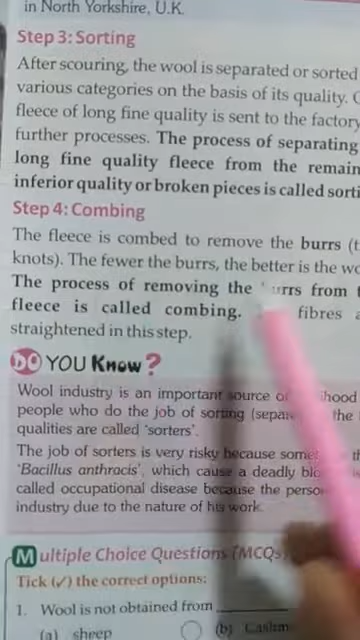 in North Yorkshire, U.K.
Step 3: Sorting
After scouring, the wool is separated or sorted
various categories on the basis of its quality.
fleece of long fine quality is sent to the factory
further processes. The process of separating
long fine quality fleece from the remain
inferior quality or broken pieces is called sorti
Step 4: Combing
The fleece is combed to remove the burrs (t
knots). The fewer the burrs, the better is the wo
The process of removing the urrs from
fleece is called combing. fibres a
straightened in this step.
DO YOU Know?
Wool industry is an important source of ihood
people who do the job of sorting (separ the
qualities are called 'sorters'.
The job of sorters is very risky because some th
'Bacillus anthracis', which cause a deadly blo
called occupational disease because the perso
industry due to the nature of his work.
Multiple Choice Questions (MCQs)
Tick (✓) the correct options:
1. Wool is not obtained from
(a) sheep (b) Cashm